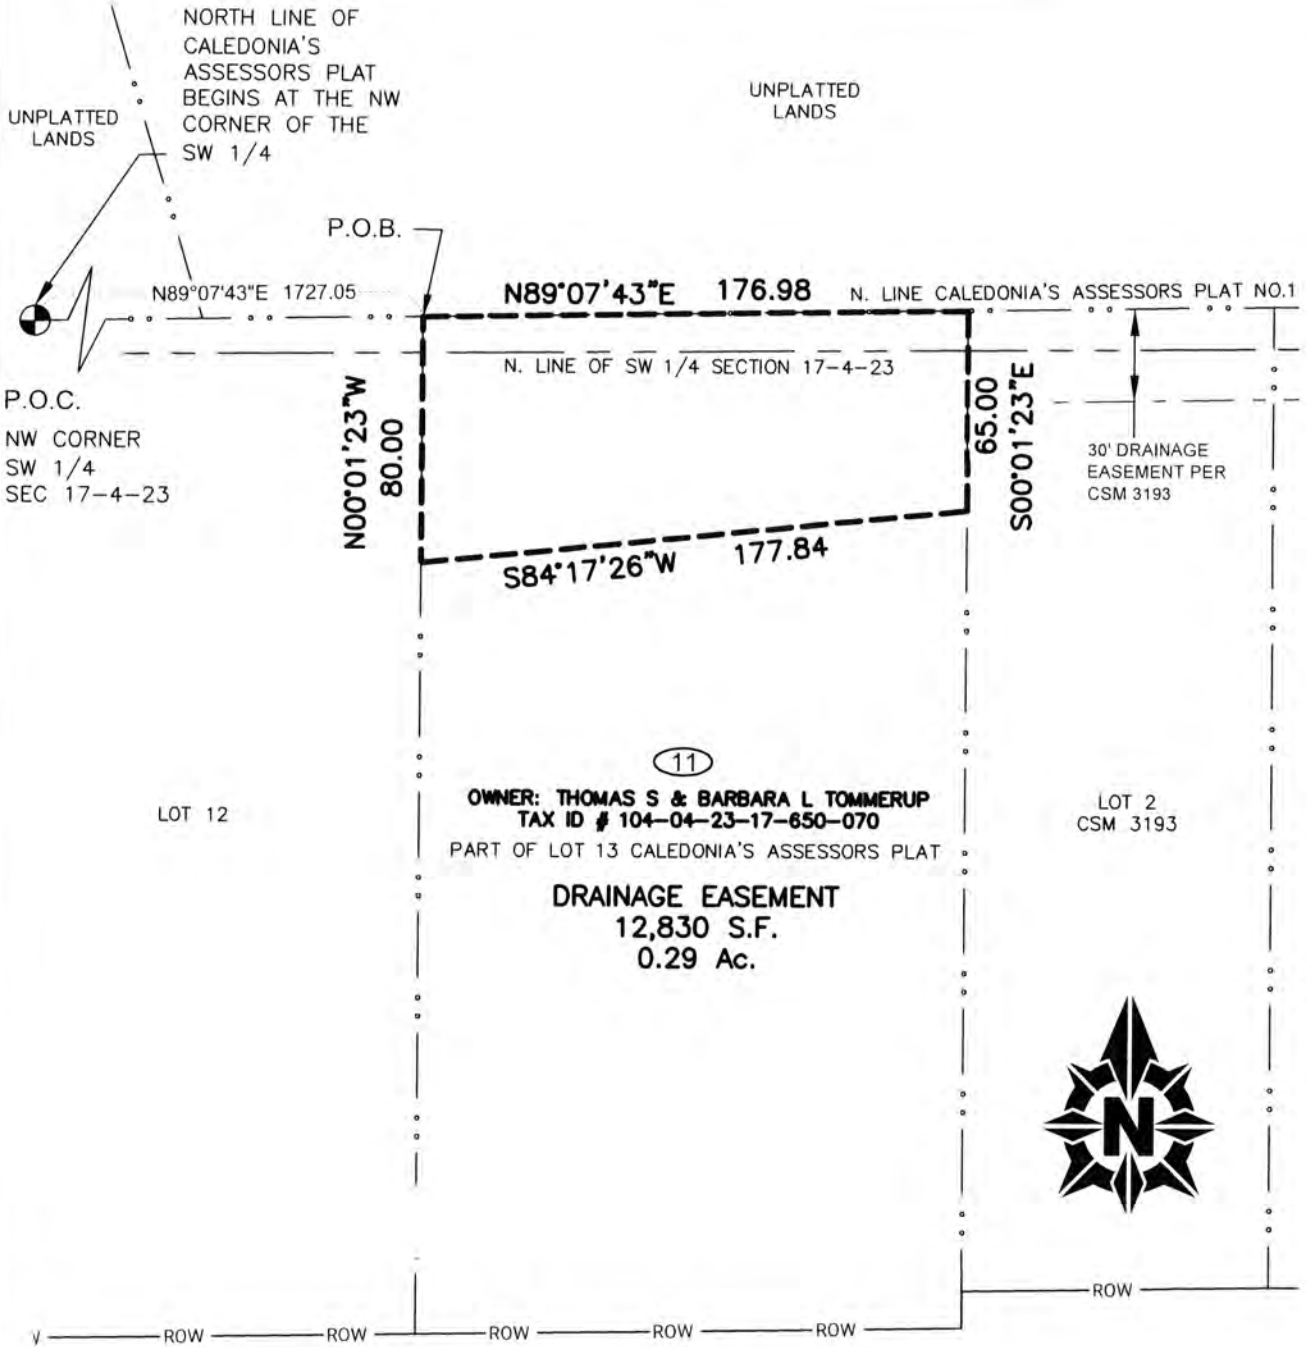 NORTH LINE OF
CALEDONIA'S
ASSESSORS PLAT
BEGINS AT THE NW
CORNER OF THE
SW 1/4
UNPLATTED
LANDS
UNPLATTED
LANDS
P.O.B.
N89°07'43"E 1727.05
N89°07'43"E 176.98
N. LINE CALEDONIA'S ASSESSORS PLAT NO.1
N. LINE OF SW 1/4 SECTION 17-4-23
P.O.C.
NW CORNER
SW 1/4
SEC 17-4-23
N00°01'23"W
80.00
65.00
S00°01'23"E
30' DRAINAGE
EASEMENT PER
CSM 3193
S84°17'26"W 177.84
11
OWNER: THOMAS S & BARBARA L TOMMERUP
TAX ID # 104-04-23-17-650-070
PART OF LOT 13 CALEDONIA'S ASSESSORS PLAT
DRAINAGE EASEMENT
12,830 S.F.
0.29 Ac.
LOT 12
LOT 2
CSM 3193
N
ROW
ROW ROW ROW ROW ROW